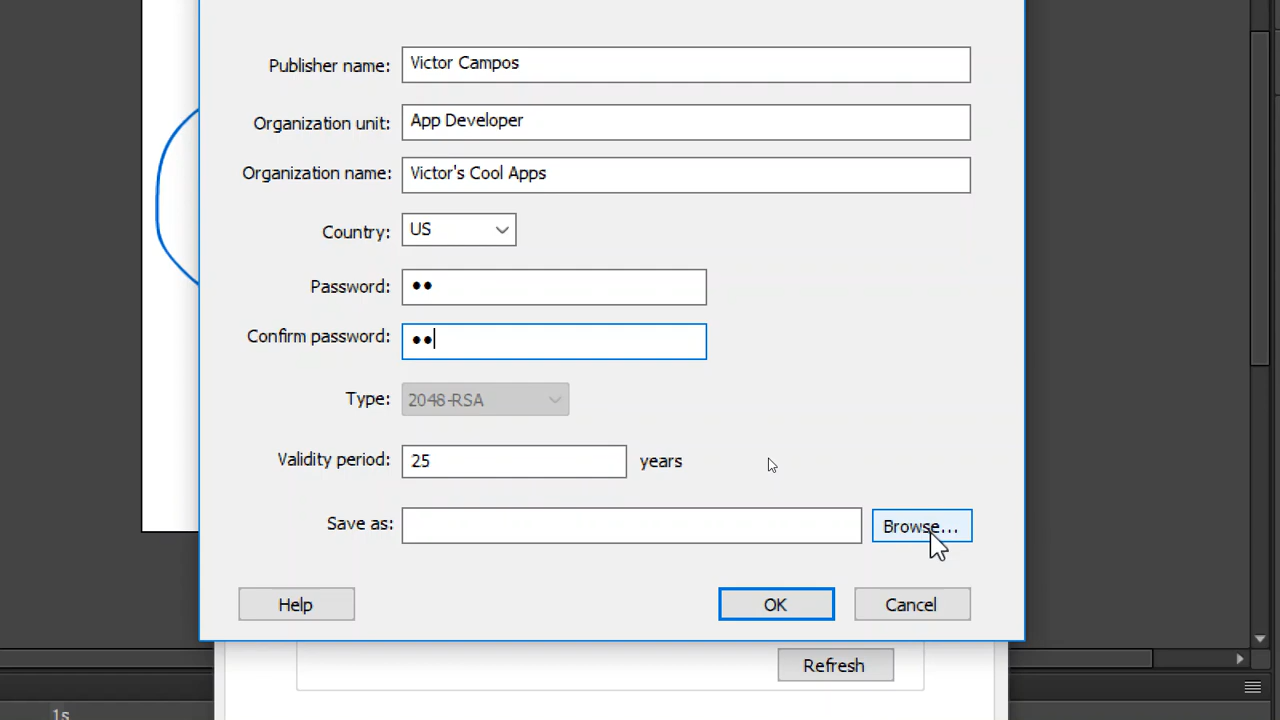 Publisher name: Victor Campos
Organization unit: App Developer
Organization name: Victor's Cool Apps
Country: US
Password: ••
Confirm password: ••
Type: 2048-RSA
Validity period: 25 years
Save as: Browse...
Help OK Cancel
Refresh
1s